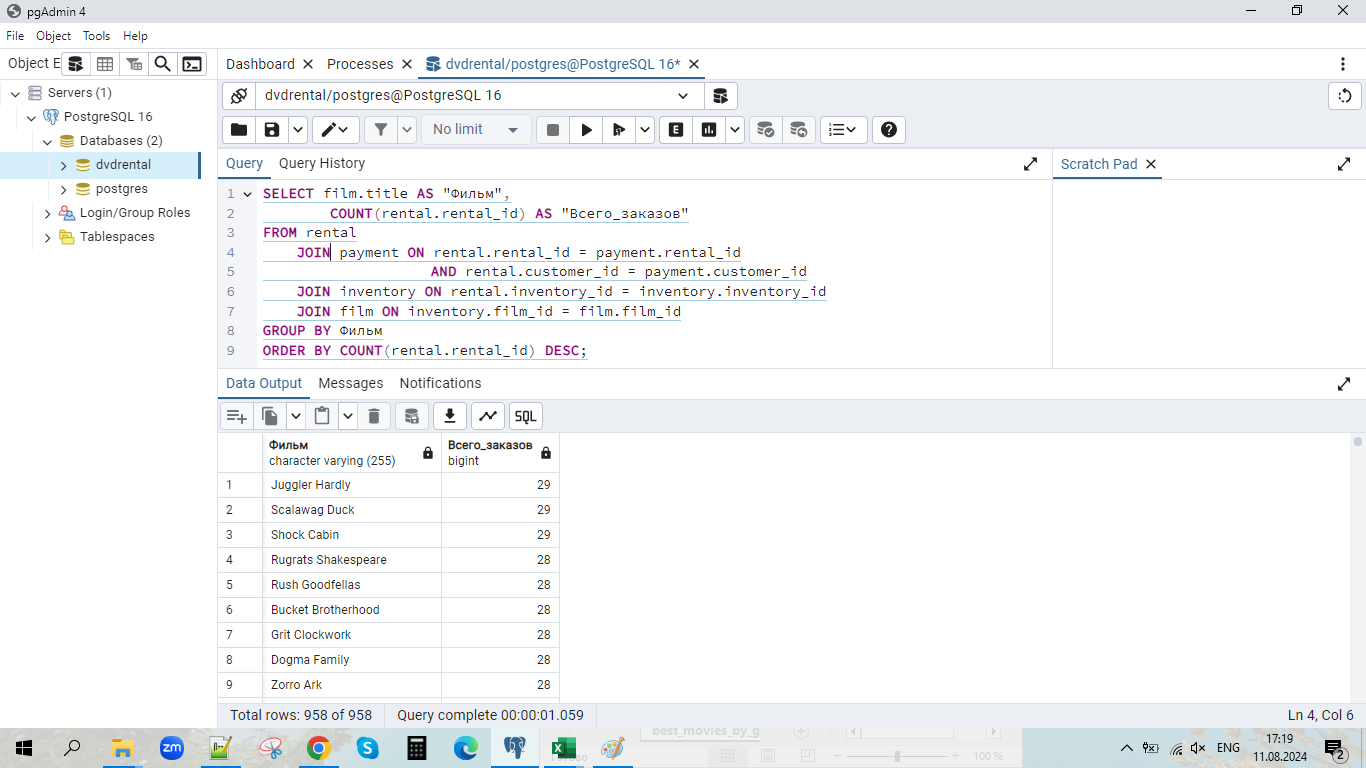 pgAdmin 4
File Object Tools Help
Object E
Dashboard Processes dvdrental/postgres@PostgreSQL 16*
Servers (1)
PostgreSQL 16
Databases (2)
dvdrental
postgres
Login/Group Roles
Tablespaces
dvdrental/postgres@PostgreSQL 16
No limit E
Query Query History Scratch Pad
1 SELECT film.title AS "Фильм",
2 COUNT(rental.rental_id) AS "Всего_заказов"
3 FROM rental
4 JOIN payment ON rental.rental_id = payment.rental_id
5 AND rental.customer_id = payment.customer_id
6 JOIN inventory ON rental.inventory_id = inventory.inventory_id
7 JOIN film ON inventory.film_id = film.film_id
8 GROUP BY Фильм
9 ORDER BY COUNT(rental.rental_id) DESC;
Data Output Messages Notifications
SQL
Фильм Всего_заказов
character varying (255) bigint
1 Juggler Hardly 29
2 Scalawag Duck 29
3 Shock Cabin 29
4 Rugrats Shakespeare 28
5 Rush Goodfellas 28
6 Bucket Brotherhood 28
7 Grit Clockwork 28
8 Dogma Family 28
9 Zorro Ark 28
Total rows: 958 of 958 Query complete 00:00:01.059 Ln 4, Col 6
best_movies_by_g
Готово 100 %
zm ENG 17:19
11.08.2024 2